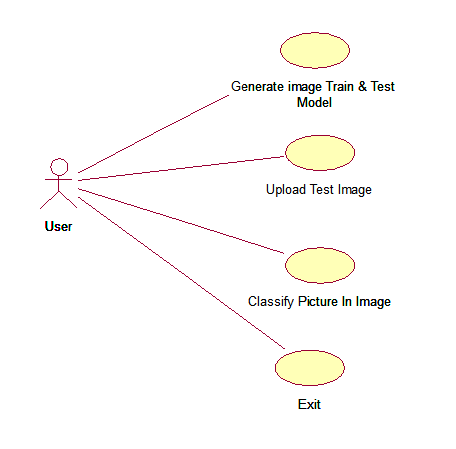 Generate image Train & Test
Model
Upload Test Image
User
Classify Picture In Image
Exit